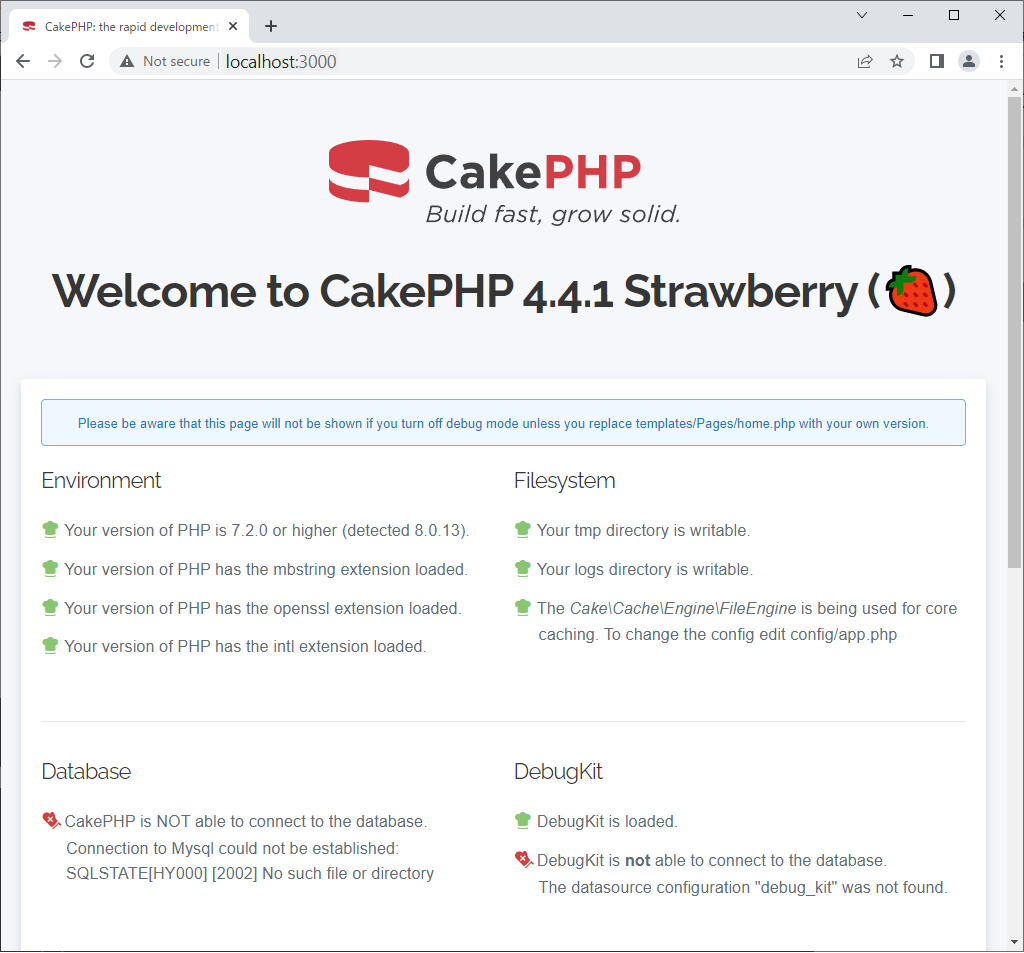 CakePHP: the rapid development
Not secure
localhost:3000
CakePHP
Build fast, grow solid.
Welcome to CakePHP 4.4.1 Strawberry (🍓)
Please be aware that this page will not be shown if you turn off debug mode unless you replace templates/Pages/home.php with your own version.
Environment
Your version of PHP is 7.2.0 or higher (detected 8.0.13).
Your version of PHP has the mbstring extension loaded.
Your version of PHP has the openssl extension loaded.
Your version of PHP has the intl extension loaded.
Filesystem
Your tmp directory is writable.
Your logs directory is writable.
The Cake\Cache\Engine\FileEngine is being used for core
caching. To change the config edit config/app.php
Database
CakePHP is NOT able to connect to the database.
Connection to Mysql could not be established:
SQLSTATE[HY000] [2002] No such file or directory
DebugKit
DebugKit is loaded.
DebugKit is not able to connect to the database.
The datasource configuration "debug_kit" was not found.